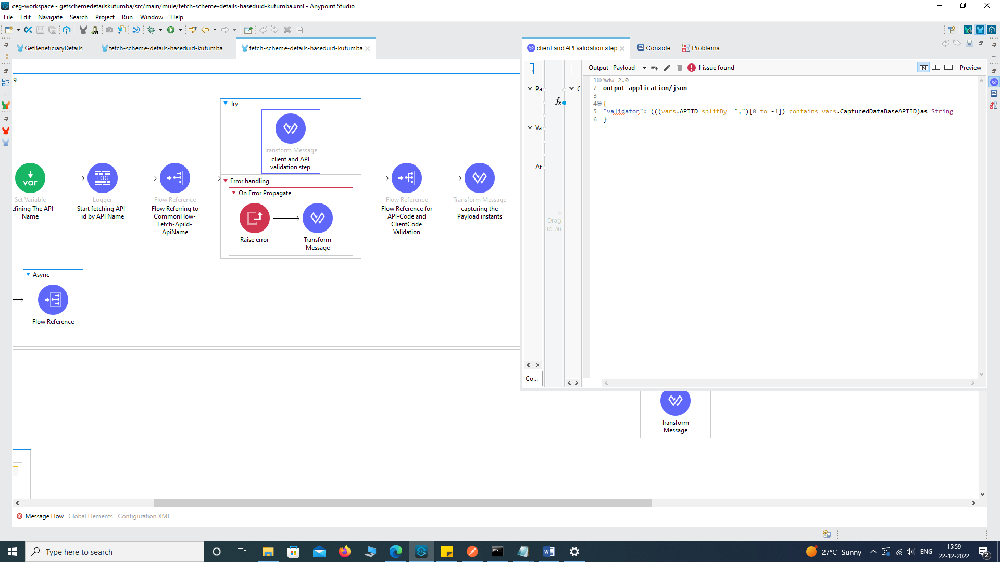 ceg-workspace - getschemedetailskutumba/src/main/mule/fetch-scheme-details-haseduid-kutumba.xml - Anypoint Studio
File Edit Navigate Search Project Run Window Help
GetBeneficiaryDetails fetch-scheme-details-haseduid-kutumba fetch-scheme-details-haseduid-kutumba
client and API validation step Console Problems
Output Payload 1 issue found Preview
g
Pa
C
fx
Va
At
Drag-
to bui
Co...
1 %dw 2.0
2 output application/json
3 ---
4 {
5 "validator": (((vars.APIID splitBy  ",")[0 to -1]) contains vars.CapturedDataBaseAPIID)as String
6 }
Try
Transform Message
client and API
validation step
var
Set Variable
efining The API
Name
LOG
Logger
Start fetching API-
id by API Name
Flow Reference
Flow Referring to
CommonFlow-
Fetch-ApiId-
ApiName
Error handling
On Error Propagate
Raise error
Transform
Message
Flow Reference
Flow Reference for
API-Code and
ClientCode
Validation
Transform Message
capturing the
Payload instants
Async
Flow Reference
Transform
Message
Message Flow Global Elements Configuration XML
Type here to search
27°C Sunny
ENG
15:59
22-12-2022
2